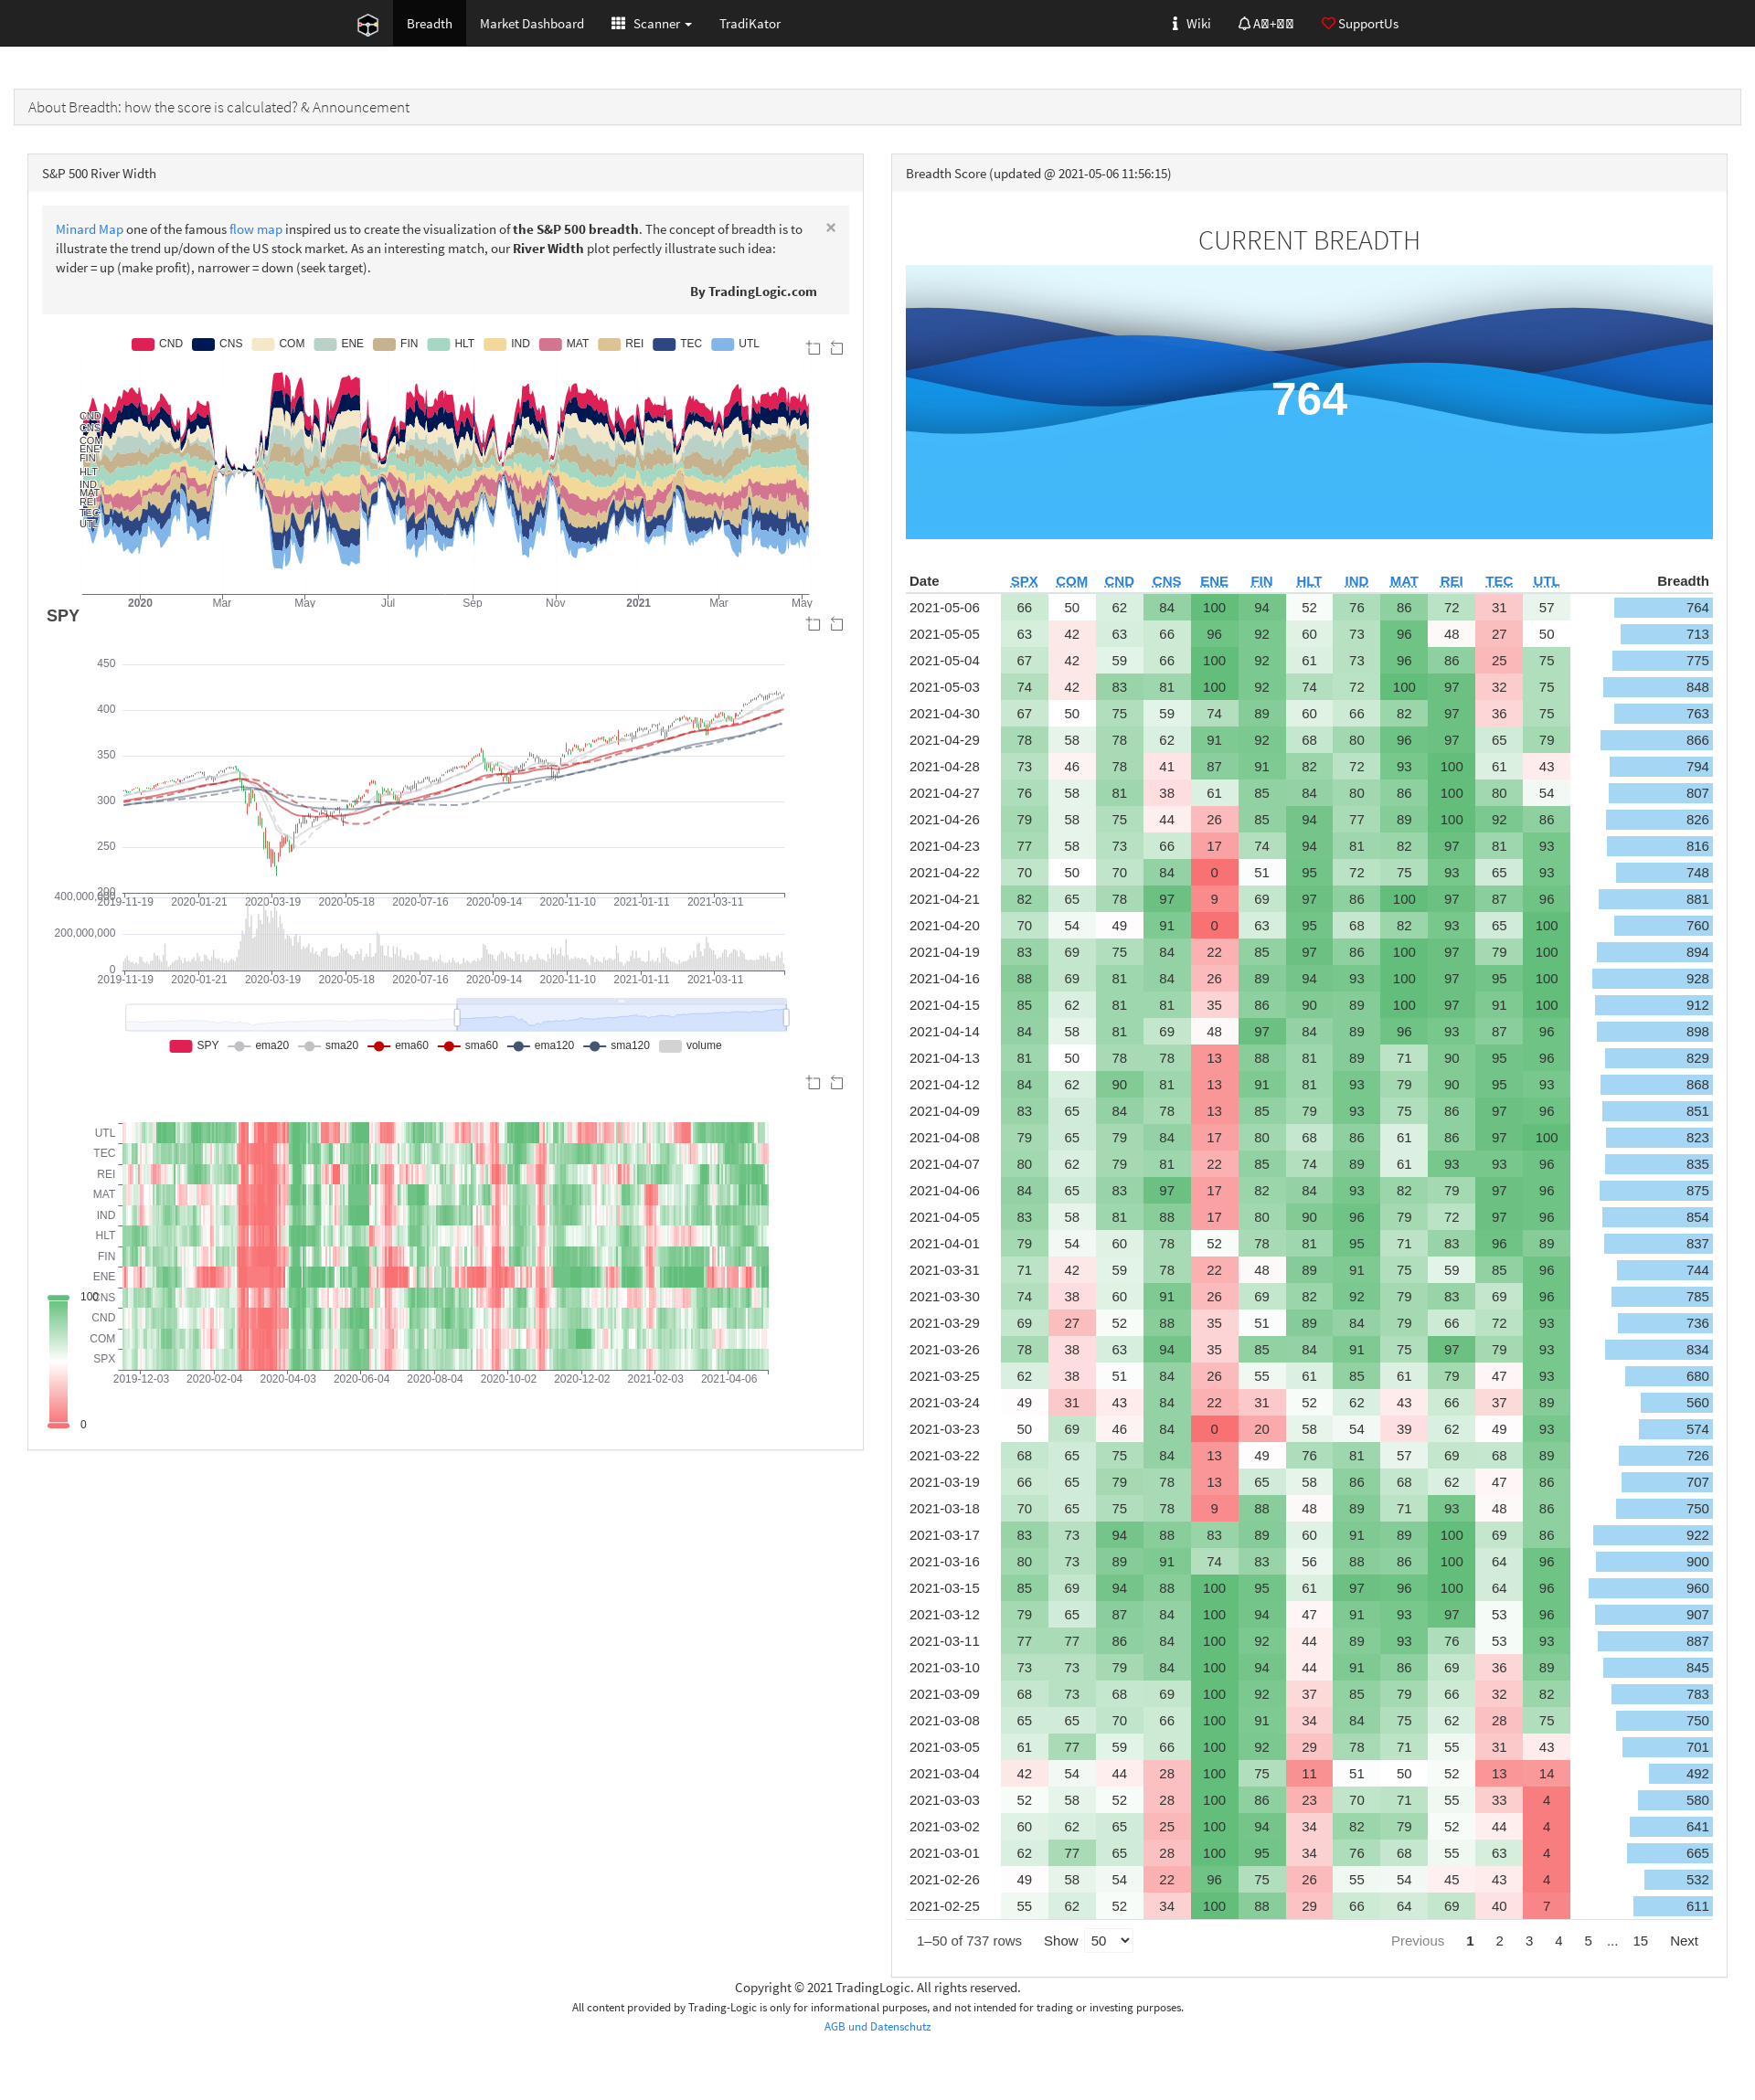 Breadth Market Dashboard Scanner TradiKator Wiki SupportUs
About Breadth: how the score is calculated? & Announcement
S&P 500 River Width
Minard Map one of the famous flow map inspired us to create the visualization of the S&P 500 breadth. The concept of breadth is to
illustrate the trend up/down of the US stock market. As an interesting match, our River Width plot perfectly illustrate such idea:
wider = up (make profit), narrower = down (seek target).
×
By TradingLogic.com
CND CNS COM ENE FIN HLT IND MAT REI TEC UTL
CND
CNS
COM
ENE
FIN
HLT
IND
MAT
REI
TEC
UTL
2020 Mar May Jul Sep Nov 2021 Mar May
SPY
450
400
350
300
250
200
2019-11-19 2020-01-21 2020-03-19 2020-05-18 2020-07-16 2020-09-14 2020-11-10 2021-01-11 2021-03-11
400,000,000
200,000,000
0
2019-11-19 2020-01-21 2020-03-19 2020-05-18 2020-07-16 2020-09-14 2020-11-10 2021-01-11 2021-03-11
SPY ema20 sma20 ema60 sma60 ema120 sma120 volume
UTL
TEC
REI
MAT
IND
HLT
FIN
ENE
CNS
CND
COM
SPX
2019-12-03 2020-02-04 2020-04-03 2020-06-04 2020-08-04 2020-10-02 2020-12-02 2021-02-03 2021-04-06
100
0
Breadth Score (updated @ 2021-05-06 11:56:15)
CURRENT BREADTH
764
Date SPX COM CND CNS ENE FIN HLT IND MAT REI TEC UTL Breadth
2021-05-06 66 50 62 84 100 94 52 76 86 72 31 57 764
2021-05-05 63 42 63 66 96 92 60 73 96 48 27 50 713
2021-05-04 67 42 59 66 100 92 61 73 96 86 25 75 775
2021-05-03 74 42 83 81 100 92 74 72 100 97 32 75 848
2021-04-30 67 50 75 59 74 89 60 66 82 97 36 75 763
2021-04-29 78 58 78 62 91 92 68 80 96 97 65 79 866
2021-04-28 73 46 78 41 87 91 82 72 93 100 61 43 794
2021-04-27 76 58 81 38 61 85 84 80 86 100 80 54 807
2021-04-26 79 58 75 44 26 85 94 77 89 100 92 86 826
2021-04-23 77 58 73 66 17 74 94 81 82 97 81 93 816
2021-04-22 70 50 70 84 0 51 95 72 75 93 65 93 748
2021-04-21 82 65 78 97 9 69 97 86 100 97 87 96 881
2021-04-20 70 54 49 91 0 63 95 68 82 93 65 100 760
2021-04-19 83 69 75 84 22 85 97 86 100 97 79 100 894
2021-04-16 88 69 81 84 26 89 94 93 100 97 95 100 928
2021-04-15 85 62 81 81 35 86 90 89 100 97 91 100 912
2021-04-14 84 58 81 69 48 97 84 89 96 93 87 96 898
2021-04-13 81 50 78 78 13 88 81 89 71 90 95 96 829
2021-04-12 84 62 90 81 13 91 81 93 79 90 95 93 868
2021-04-09 83 65 84 78 13 85 79 93 75 86 97 96 851
2021-04-08 79 65 79 84 17 80 68 86 61 86 97 100 823
2021-04-07 80 62 79 81 22 85 74 89 61 93 93 96 835
2021-04-06 84 65 83 97 17 82 84 93 82 79 97 96 875
2021-04-05 83 58 81 88 17 80 90 96 79 72 97 96 854
2021-04-01 79 54 60 78 52 78 81 95 71 83 96 89 837
2021-03-31 71 42 59 78 22 48 89 91 75 59 85 96 744
2021-03-30 74 38 60 91 26 69 82 92 79 83 69 96 785
2021-03-29 69 27 52 88 35 51 89 84 79 66 72 93 736
2021-03-26 78 38 63 94 35 85 84 91 75 97 79 93 834
2021-03-25 62 38 51 84 26 55 61 85 61 79 47 93 680
2021-03-24 49 31 43 84 22 31 52 62 43 66 37 89 560
2021-03-23 50 69 46 84 0 20 58 54 39 62 49 93 574
2021-03-22 68 65 75 84 13 49 76 81 57 69 68 89 726
2021-03-19 66 65 79 78 13 65 58 86 68 62 47 86 707
2021-03-18 70 65 75 78 9 88 48 89 71 93 48 86 750
2021-03-17 83 73 94 88 83 89 60 91 89 100 69 86 922
2021-03-16 80 73 89 91 74 83 56 88 86 100 64 96 900
2021-03-15 85 69 94 88 100 95 61 97 96 100 64 96 960
2021-03-12 79 65 87 84 100 94 47 91 93 97 53 96 907
2021-03-11 77 77 86 84 100 92 44 89 93 76 53 93 887
2021-03-10 73 73 79 84 100 94 44 91 86 69 36 89 845
2021-03-09 68 73 68 69 100 92 37 85 79 66 32 82 783
2021-03-08 65 65 70 66 100 91 34 84 75 62 28 75 750
2021-03-05 61 77 59 66 100 92 29 78 71 55 31 43 701
2021-03-04 42 54 44 28 100 75 11 51 50 52 13 14 492
2021-03-03 52 58 52 28 100 86 23 70 71 55 33 4 580
2021-03-02 60 62 65 25 100 94 34 82 79 52 44 4 641
2021-03-01 62 77 65 28 100 95 34 76 68 55 63 4 665
2021-02-26 49 58 54 22 96 75 26 55 54 45 43 4 532
2021-02-25 55 62 52 34 100 88 29 66 64 69 40 7 611
1–50 of 737 rows Show 50 Previous 1 2 3 4 5 ... 15 Next
Copyright © 2021 TradingLogic. All rights reserved.
All content provided by Trading-Logic is only for informational purposes, and not intended for trading or investing purposes.
AGB und Datenschutz